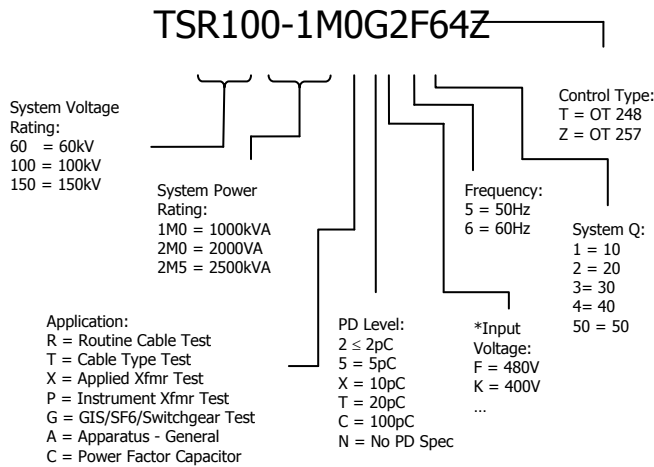 TSR100-1M0G2F64Z
System Voltage
Rating:
60 = 60kV
100 = 100kV
150 = 150kV
System Power
Rating:
1M0 = 1000kVA
2M0 = 2000VA
2M5 = 2500kVA
Application:
R = Routine Cable Test
T = Cable Type Test
X = Applied Xfmr Test
P = Instrument Xfmr Test
G = GIS/SF6/Switchgear Test
A = Apparatus - General
C = Power Factor Capacitor
PD Level:
2 ≤ 2pC
5 = 5pC
X = 10pC
T = 20pC
C = 100pC
N = No PD Spec
*Input
Voltage:
F = 480V
K = 400V
...
Frequency:
5 = 50Hz
6 = 60Hz
System Q:
1 = 10
2 = 20
3= 30
4= 40
50 = 50
Control Type:
T = OT 248
Z = OT 257